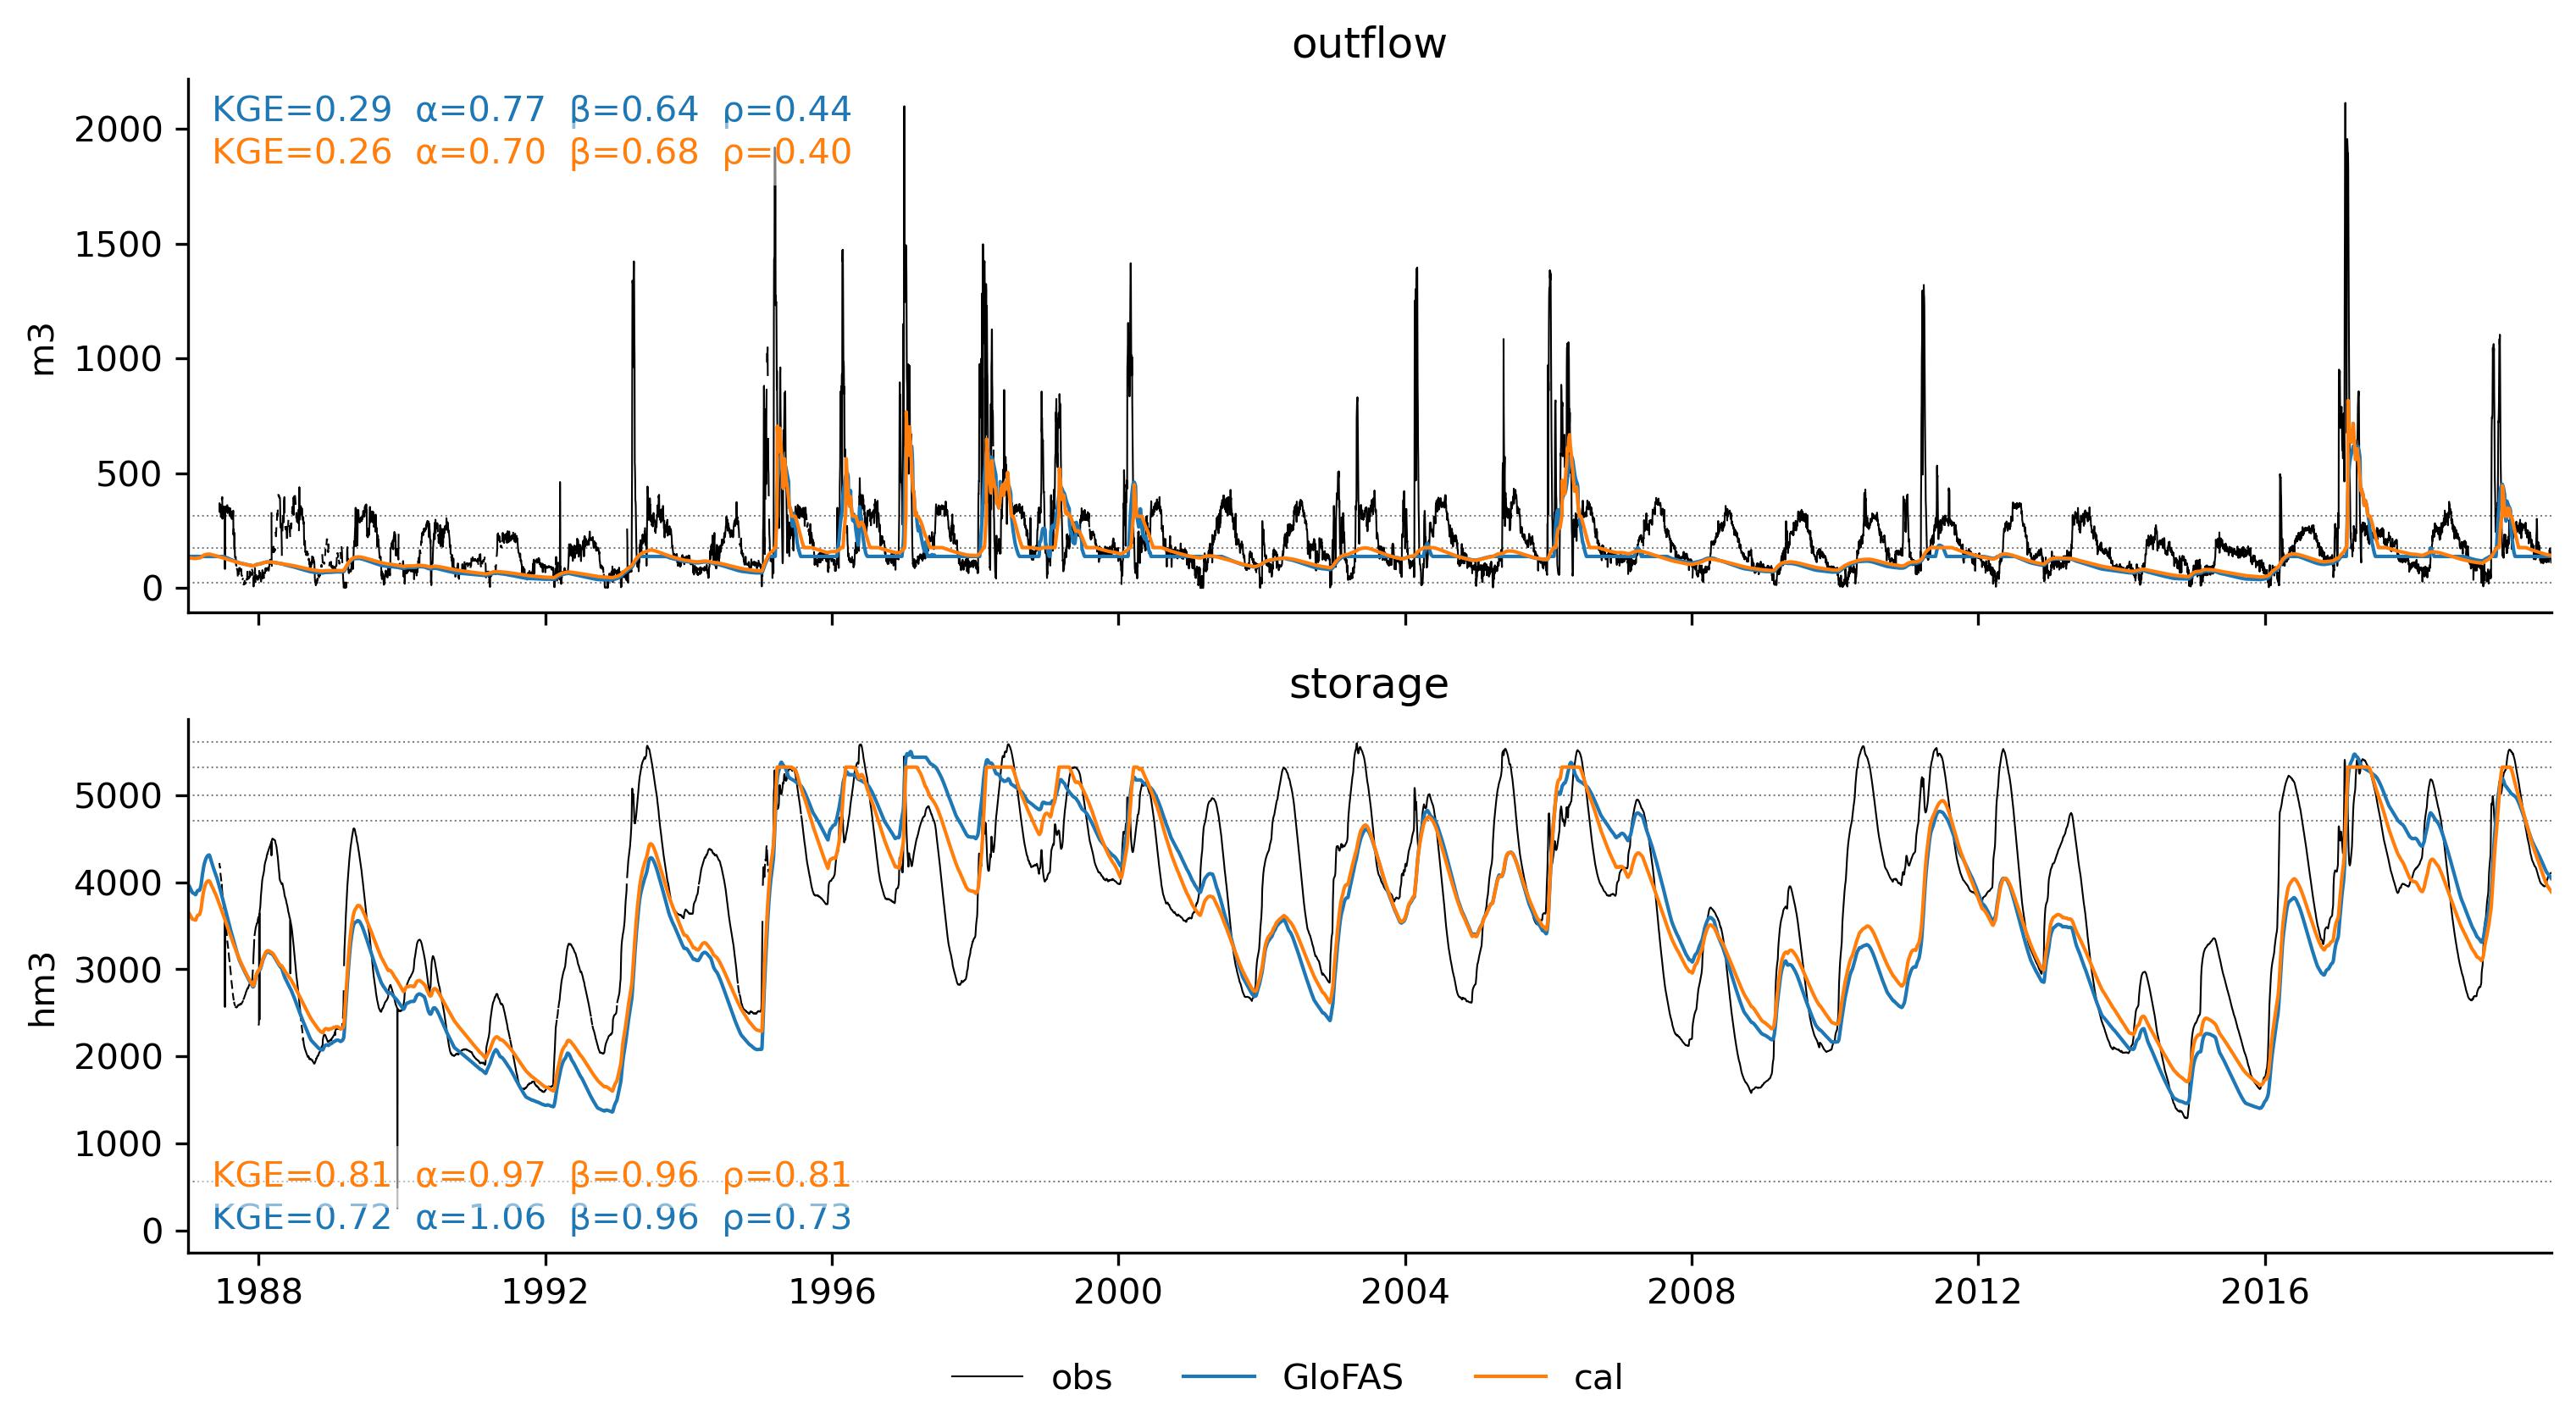 outflow
KGE=0.29 α=0.77 β=0.64 ρ=0.44
KGE=0.26 α=0.70 β=0.68 ρ=0.40
m3
2000
1500
1000
500
0
storage
hm3
5000
4000
3000
2000
1000
0
KGE=0.81 α=0.97 β=0.96 ρ=0.81
KGE=0.72 α=1.06 β=0.96 ρ=0.73
1988 1992 1996 2000 2004 2008 2012 2016
obs GloFAS cal